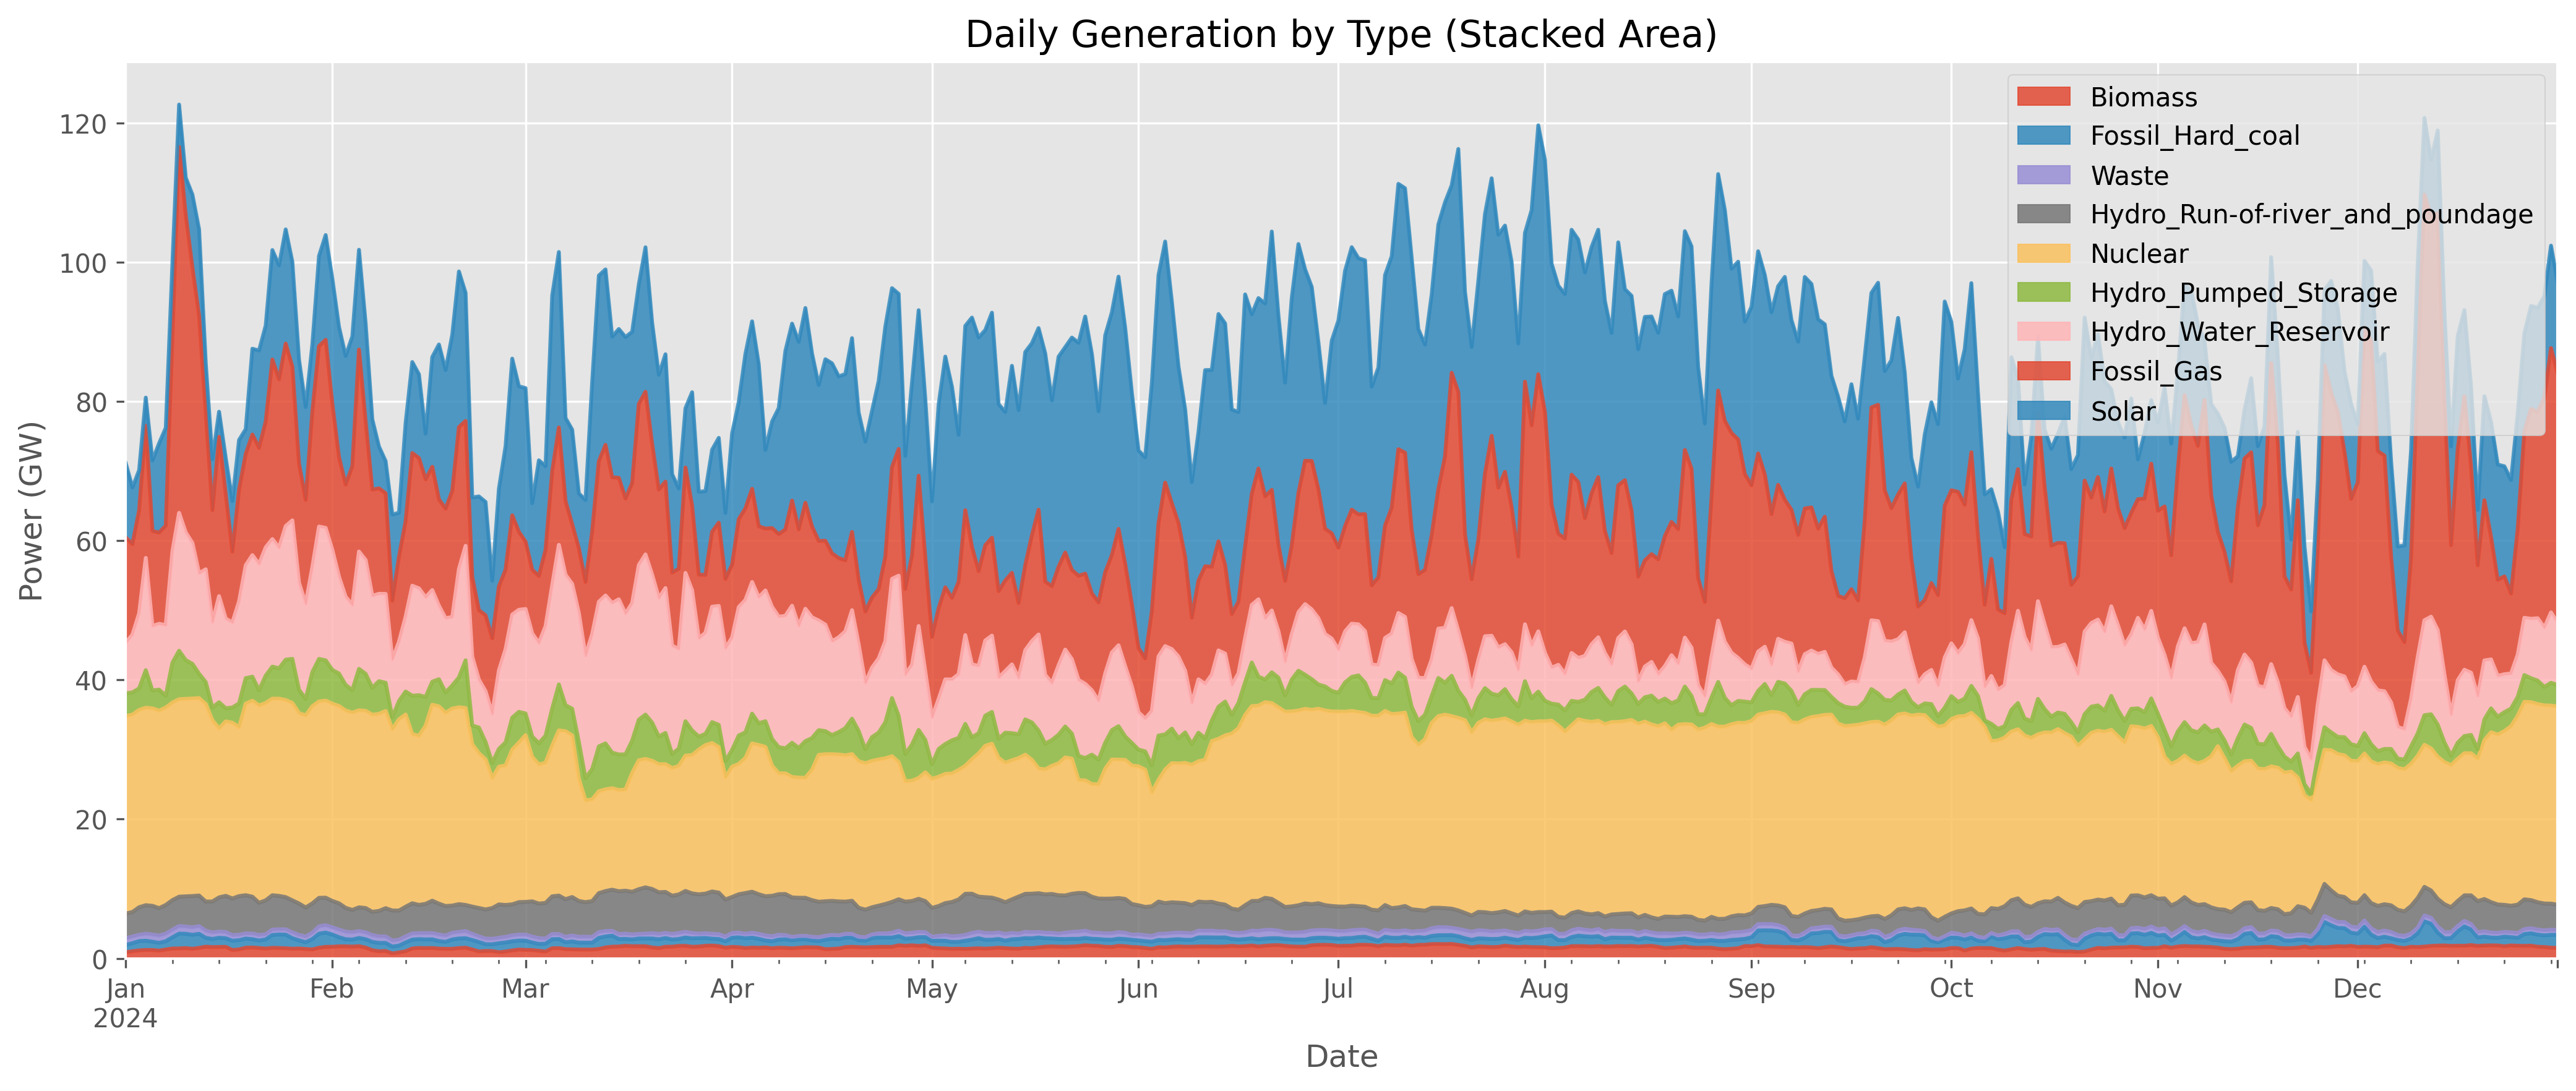 Daily Generation by Type (Stacked Area)
Power (GW)
120
100
80
60
40
20
0
Biomass
Fossil_Hard_coal
Waste
Hydro_Run-of-river_and_poundage
Nuclear
Hydro_Pumped_Storage
Hydro_Water_Reservoir
Fossil_Gas
Solar
Jan Feb Mar Apr May Jun Jul Aug Sep Oct Nov Dec
2024
Date